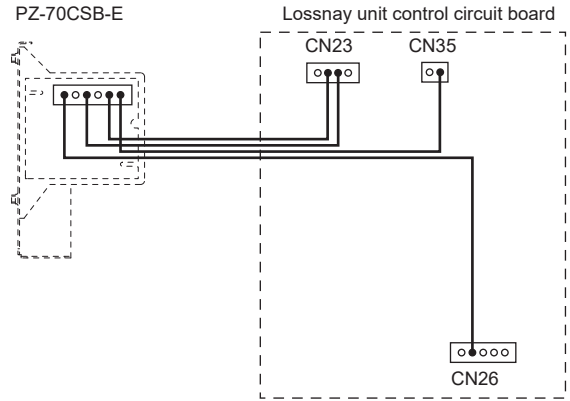 PZ-70CSB-E
Lossnay unit control circuit board
CN23
CN35
CN26